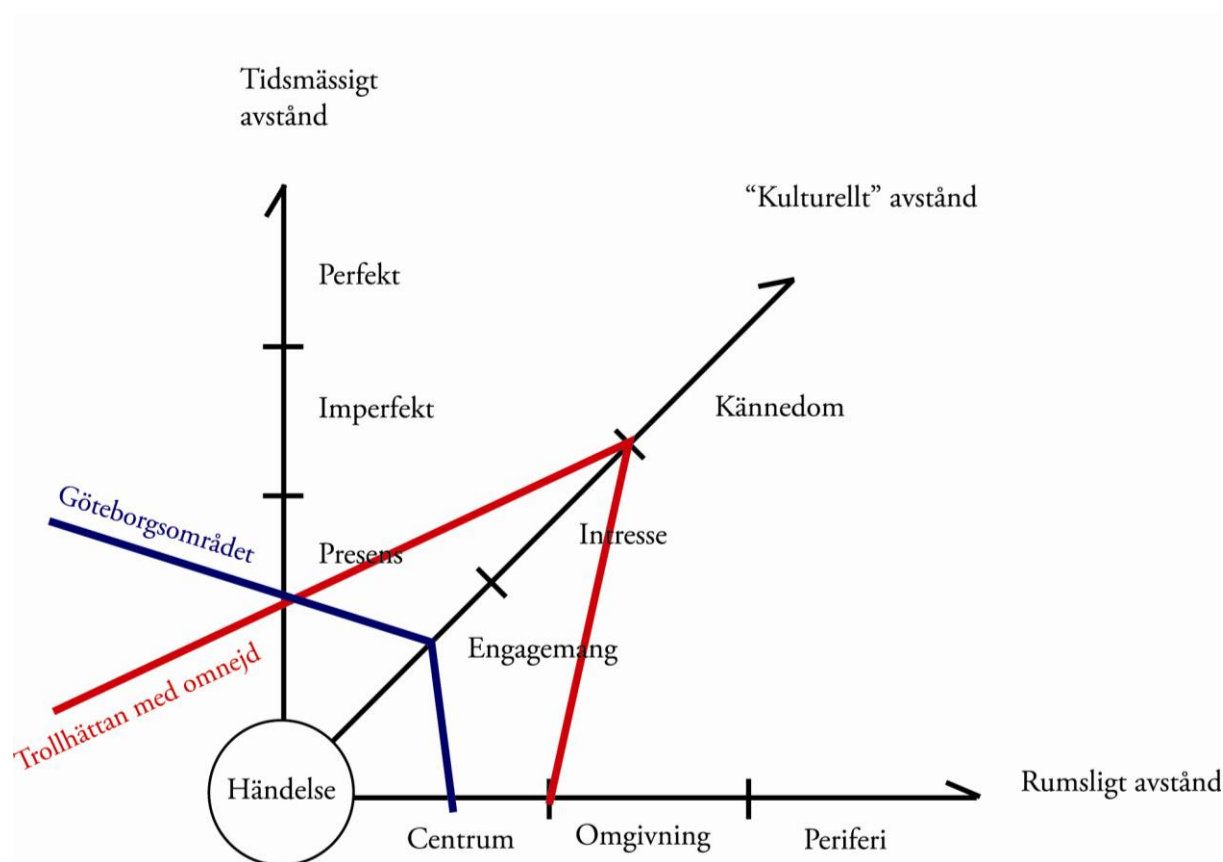 Tidsmässigt
avstånd
“Kulturellt” avstånd
Perfekt
Imperfekt
Kännedom
Göteborgsområdet
Presens
Intresse
Engagemang
Trollhättan med omnejd
Händelse
Rumsligt avstånd
Centrum
Omgivning
Periferi